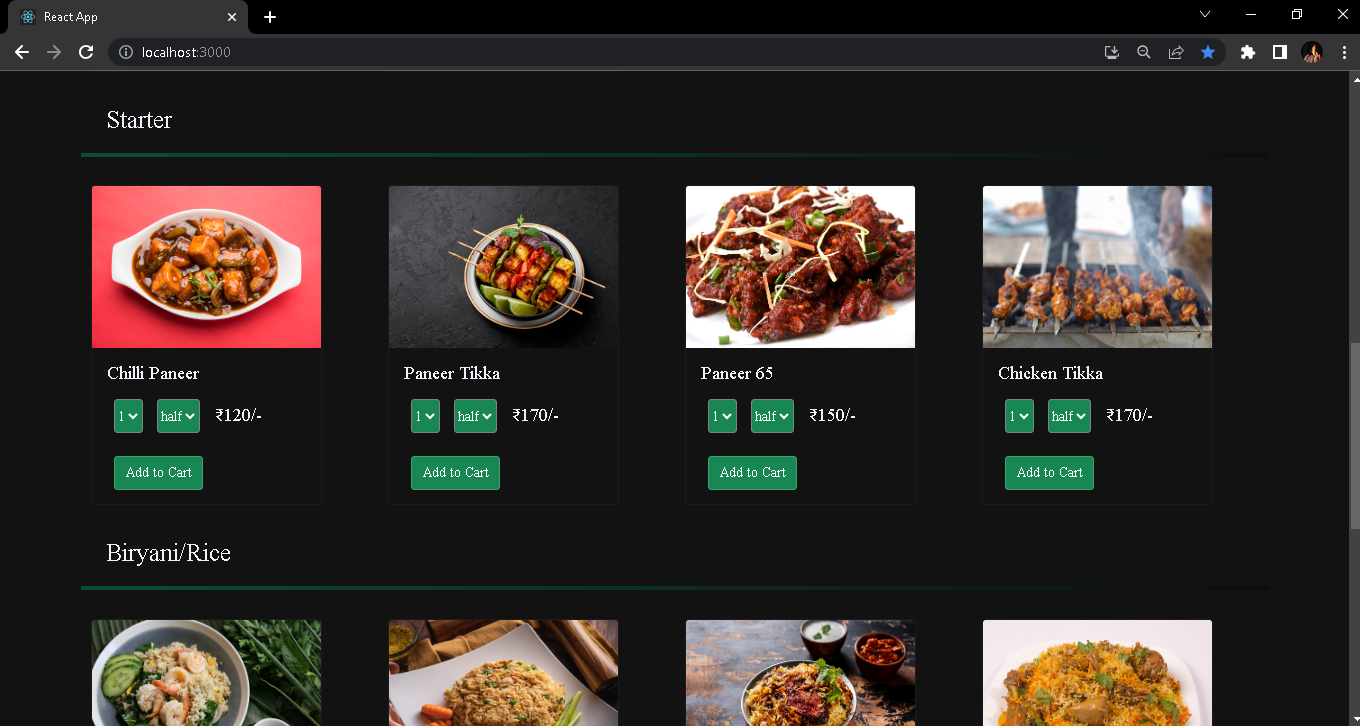 React App
localhost:3000
Starter
Chilli Paneer
1 half ₹120/-
Add to Cart
Paneer Tikka
1 half ₹170/-
Add to Cart
Paneer 65
1 half ₹150/-
Add to Cart
Chicken Tikka
1 half ₹170/-
Add to Cart
Biryani/Rice